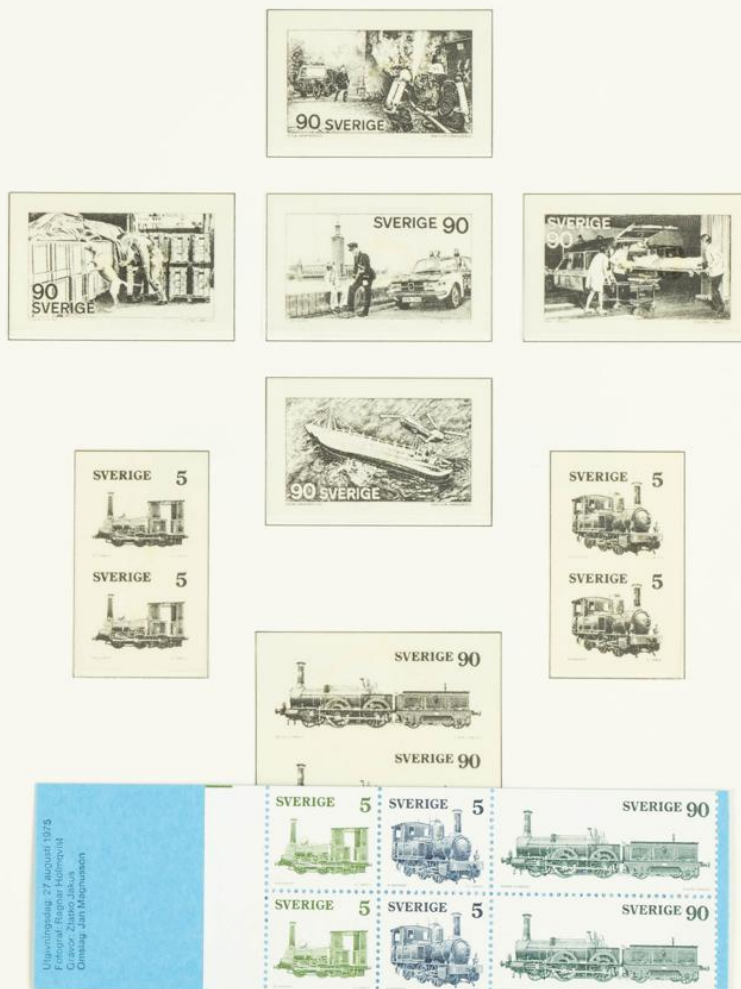 90 SVERIGE
90
SVERIGE
SVERIGE 90
SVERIGE
90
90 SVERIGE
SVERIGE 5
SVERIGE 5
SVERIGE 5
SVERIGE 5
SVERIGE 90
SVERIGE 90
Utgivningsdag: 27 augusti 1975
Fotograf: Ragnar Holmqvist
Gravör: Zlatko Jakus
Omslag: Jan Magnusson
SVERIGE 5
SVERIGE 5
SVERIGE 90
SVERIGE 5
SVERIGE 5
SVERIGE 90